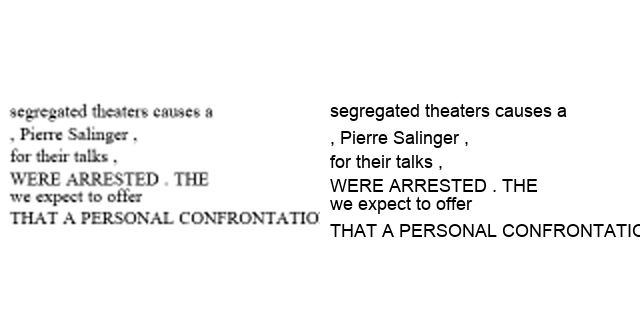 segregated theaters causes a
, Pierre Salinger ,
for their talks ,
WERE ARRESTED . THE
we expect to offer
THAT A PERSONAL CONFRONTATIO
segregated theaters causes a
, Pierre Salinger ,
for their talks ,
WERE ARRESTED . THE
we expect to offer
THAT A PERSONAL CONFRONTATIO